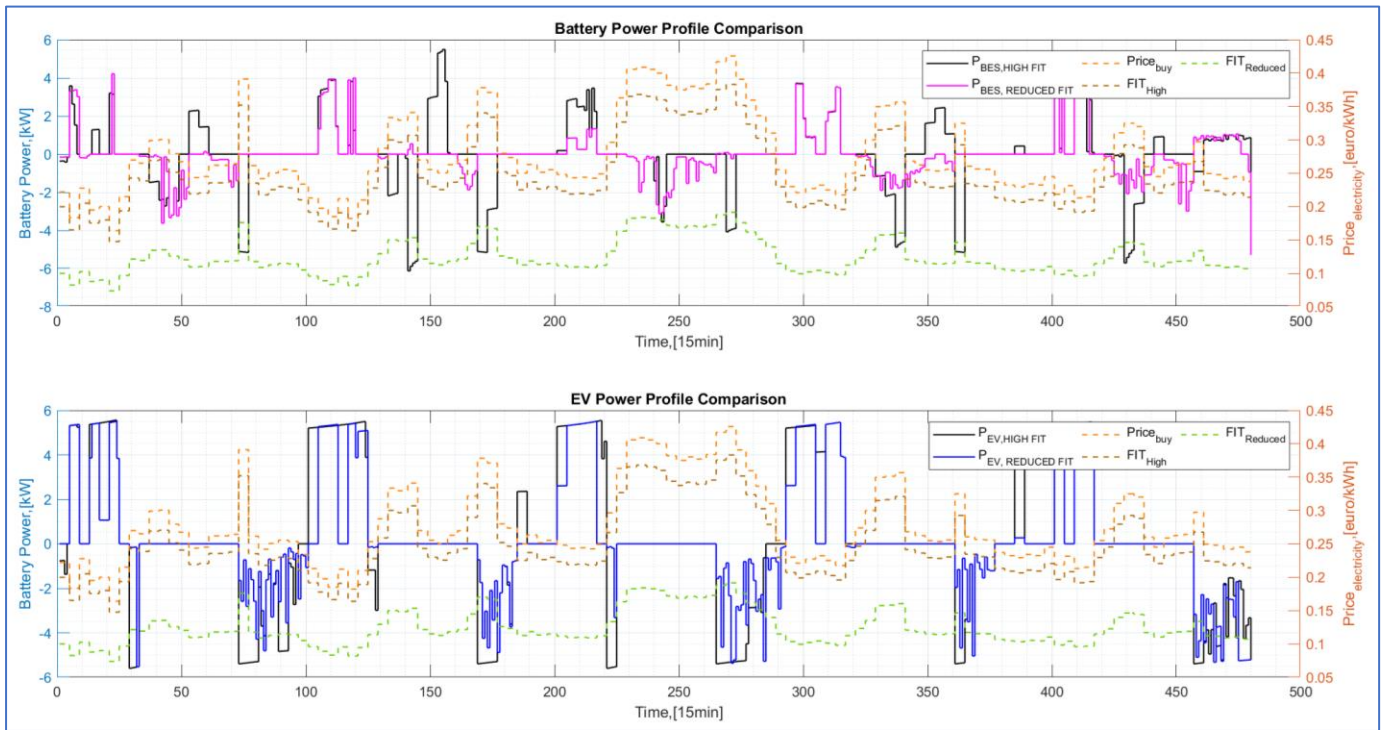 Battery Power Profile Comparison
6
4
2
0
-2
-4
-6
-8
Battery Power,[kW]
0.45
0.4
0.35
0.3
0.25
0.2
0.15
0.1
0.05
Price_electricity,[euro/kWh]
P_BES,HIGH FIT Price_buy FIT_Reduced
P_BES, REDUCED FIT FIT_High
0 50 100 150 200 250 300 350 400 450 500
Time,[15min]
EV Power Profile Comparison
6
4
2
0
-2
-4
-6
Battery Power,[kW]
0.45
0.4
0.35
0.3
0.25
0.2
0.15
0.1
0.05
Price_electricity,[euro/kWh]
P_EV,HIGH FIT Price_buy FIT_Reduced
P_EV, REDUCED FIT FIT_High
0 50 100 150 200 250 300 350 400 450 500
Time,[15min]